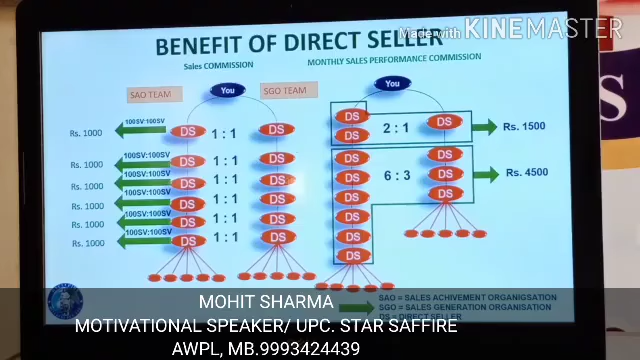 Made with KINEMASTER
BENEFIT OF DIRECT SELLER
Sales COMMISSION
MONTHLY SALES PERFORMANCE COMMISSION
SAO TEAM
You
SGO TEAM
You
100SV:100SV
Rs. 1000
DS 1 : 1 DS
DS
DS
2 : 1
DS
Rs. 1500
100SV:100SV
Rs. 1000
DS 1 : 1 DS
100SV:100SV
Rs. 1000
DS 1 : 1 DS
100SV:100SV
Rs. 1000
DS 1 : 1 DS
100SV:100SV
Rs. 1000
DS 1 : 1 DS
100SV:100SV
Rs. 1000
DS 1 : 1 DS
DS
DS
DS
DS
DS
DS
6 : 3
DS
DS
DS
Rs. 4500
SAO = SALES ACHIVEMENT ORGANIGSATION
SGO = SALES GENERATION ORGANISATION
DS = DIRECT SELLER
MOHIT SHARMA
MOTIVATIONAL SPEAKER/ UPC. STAR SAFFIRE
AWPL, MB.9993424439
S